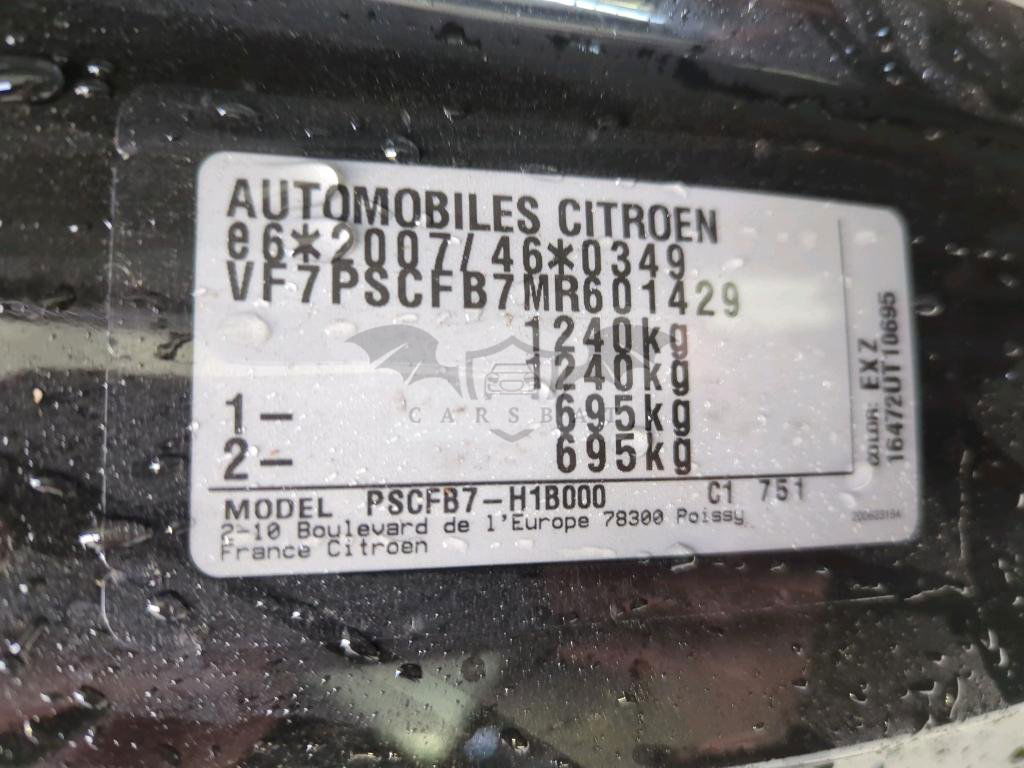 AUTOMOBILES CITROEN
e6*2007/46*0349
VF7PSCFB7MR601429
1240kg
1240kg
1- 695kg
2- 695kg
MODEL PSCFB7-H1B000 C1 751
2-10 Boulevard de l'Europe 78300 Poissy
France Citroen
COLOR: EXZ
16472UT10695
CARSBAT